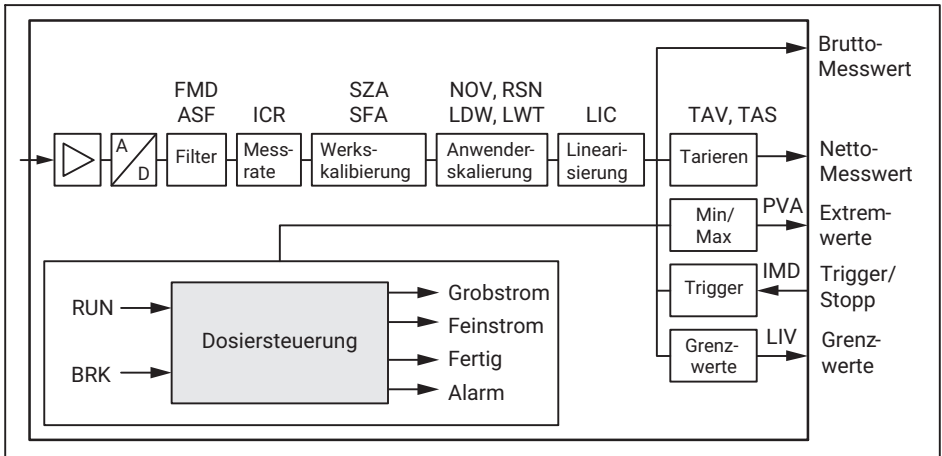 Brutto-
Messwert
FMD
ASF
ICR
SZA
SFA
NOV, RSN
LDW, LWT
LIC
TAV, TAS
A
D
Filter
Mess-
rate
Werks-
kalibierung
Anwender-
skalierung
Lineari-
sierung
Tarieren
Netto-
Messwert
Min/
Max
PVA
Extrem-
werte
Trigger
IMD
Trigger/
Stopp
Grenz-
werte
LIV
Grenz-
werte
RUN
BRK
Dosiersteuerung
Grobstrom
Feinstrom
Fertig
Alarm